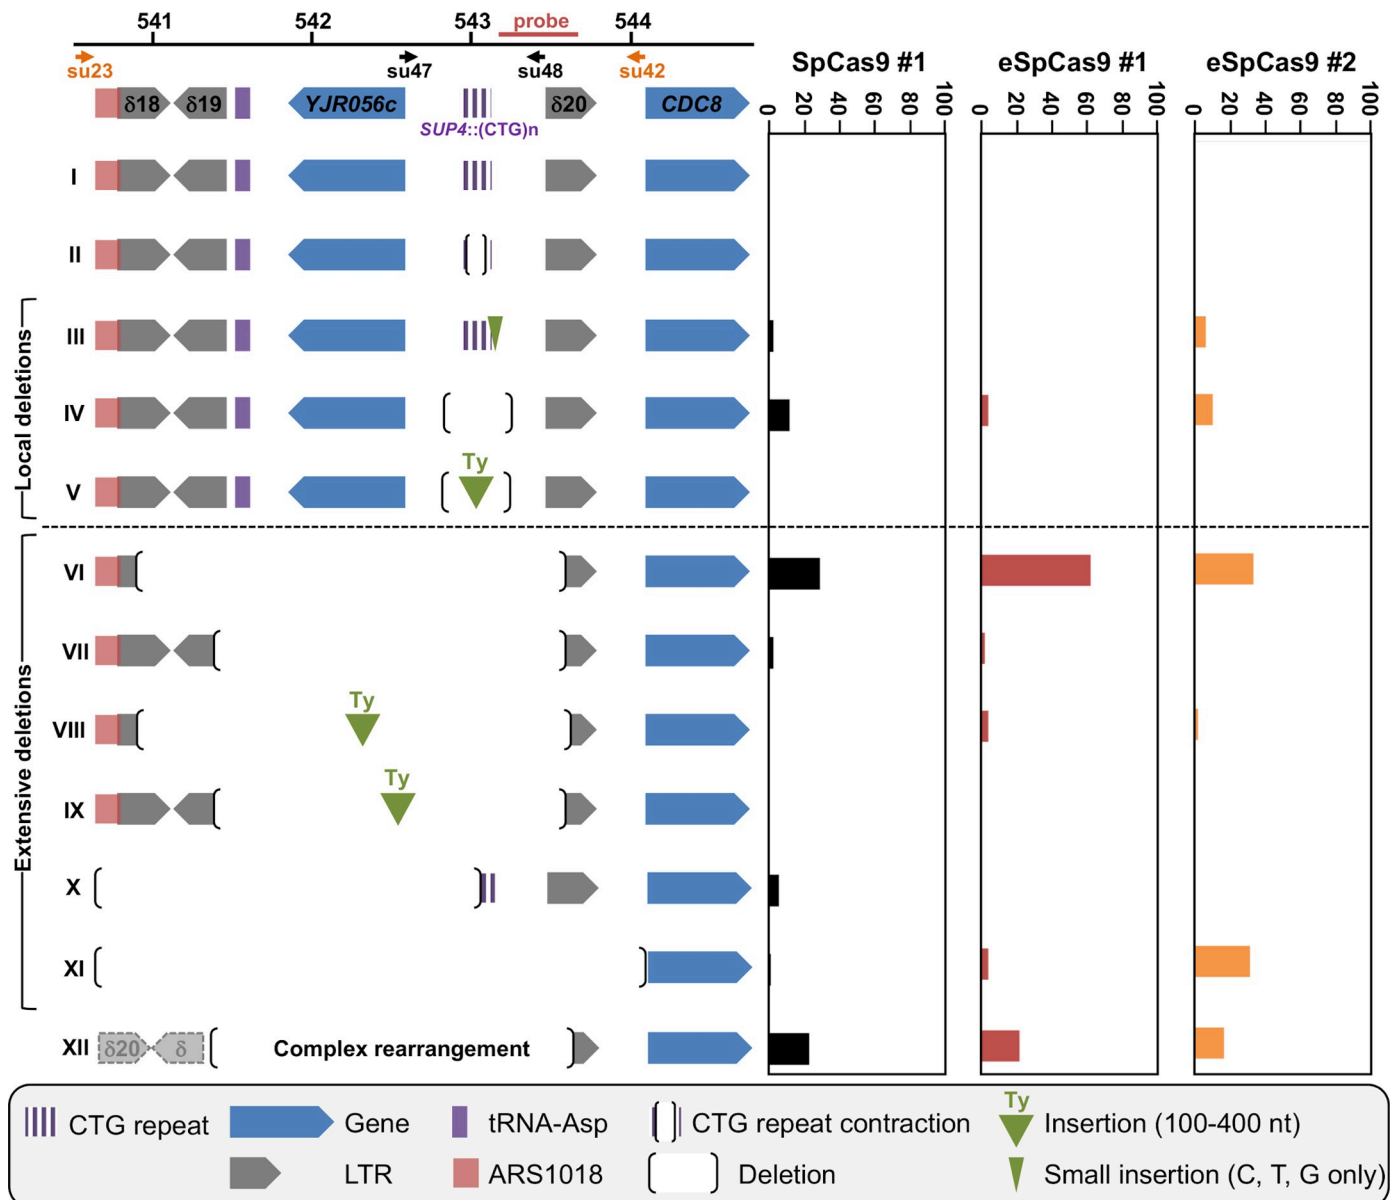 541 542 543 probe 544
su23 su47 su48 su42
SpCas9 #1 eSpCas9 #1 eSpCas9 #2
0 20 40 60 80 100 0 20 40 60 80 100 0 20 40 60 80 100
δ18 δ19 YJR056c δ20 CDC8
SUP4::(CTG)n
I
II
Local deletions
III
IV
Ty
V
Extensive deletions
VI
VII
Ty
VIII
Ty
IX
X
XI
XII δ20 δ Complex rearrangement
CTG repeat Gene tRNA-Asp CTG repeat contraction Ty Insertion (100-400 nt)
LTR ARS1018 Deletion Small insertion (C, T, G only)